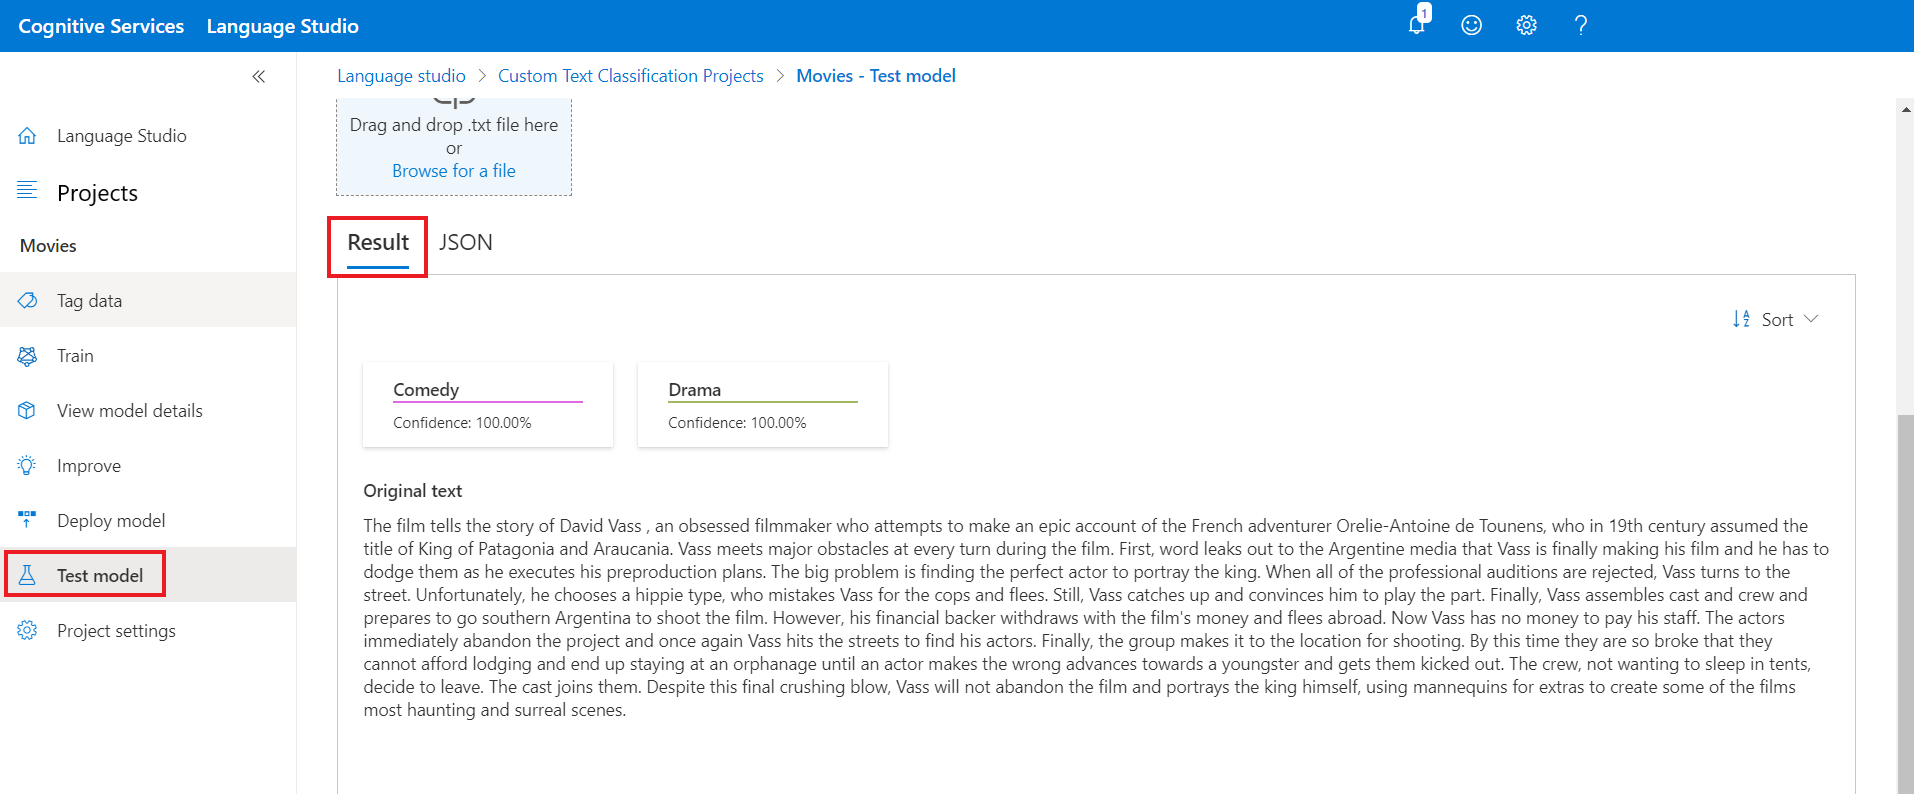 Cognitive Services Language Studio
1
?
Language studio > Custom Text Classification Projects > Movies - Test model
Language Studio
Projects
Movies
Tag data
Train
View model details
Improve
Deploy model
Test model
Project settings
Drag and drop .txt file here
or
Browse for a file
Result JSON
Sort
Comedy
Confidence: 100.00%
Drama
Confidence: 100.00%
Original text
The film tells the story of David Vass , an obsessed filmmaker who attempts to make an epic account of the French adventurer Orelie-Antoine de Tounens, who in 19th century assumed the
title of King of Patagonia and Araucania. Vass meets major obstacles at every turn during the film. First, word leaks out to the Argentine media that Vass is finally making his film and he has to
dodge them as he executes his preproduction plans. The big problem is finding the perfect actor to portray the king. When all of the professional auditions are rejected, Vass turns to the
street. Unfortunately, he chooses a hippie type, who mistakes Vass for the cops and flees. Still, Vass catches up and convinces him to play the part. Finally, Vass assembles cast and crew and
prepares to go southern Argentina to shoot the film. However, his financial backer withdraws with the film's money and flees abroad. Now Vass has no money to pay his staff. The actors
immediately abandon the project and once again Vass hits the streets to find his actors. Finally, the group makes it to the location for shooting. By this time they are so broke that they
cannot afford lodging and end up staying at an orphanage until an actor makes the wrong advances towards a youngster and gets them kicked out. The crew, not wanting to sleep in tents,
decide to leave. The cast joins them. Despite this final crushing blow, Vass will not abandon the film and portrays the king himself, using mannequins for extras to create some of the films
most haunting and surreal scenes.